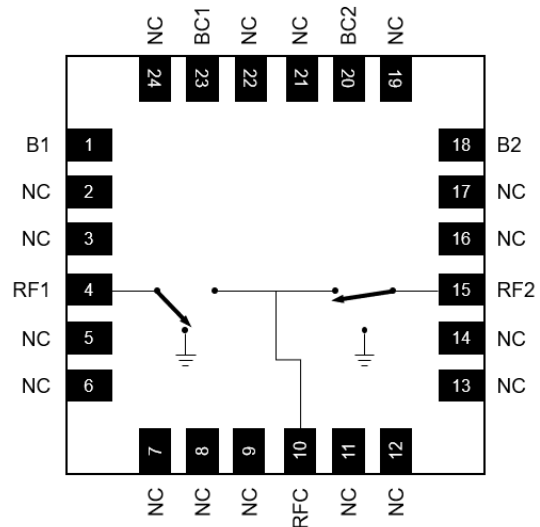 NC BC1 NC NC BC2 NC
24 23 22 21 20 19
B1 1 18 B2
NC 2 17 NC
NC 3 16 NC
RF1 4 15 RF2
NC 5 14 NC
NC 6 13 NC
7 8 9 10 11 12
NC NC NC RFC NC NC